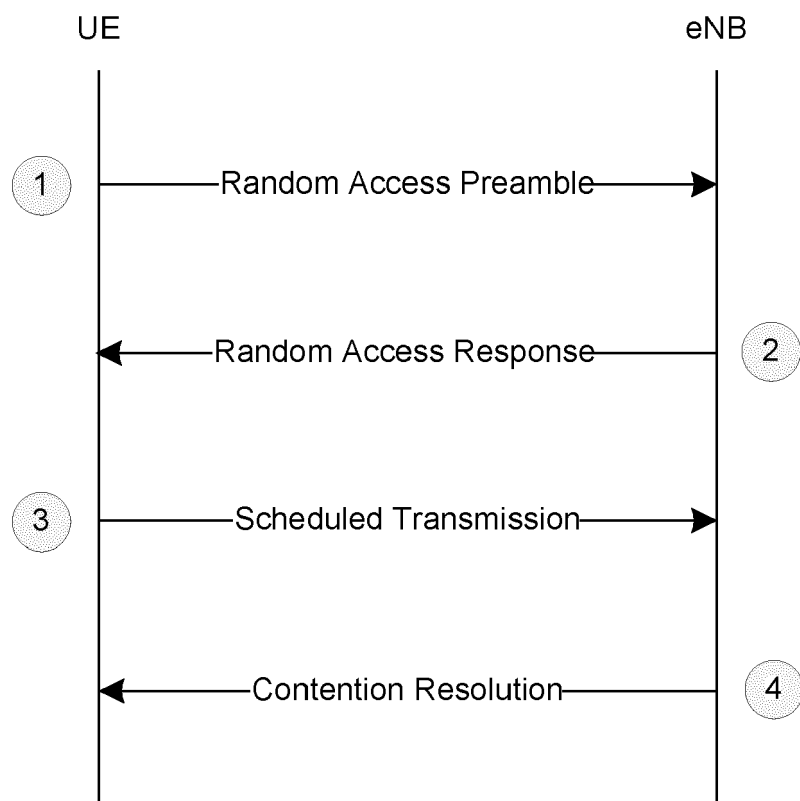 UE
eNB
1
Random Access Preamble
Random Access Response
2
3
Scheduled Transmission
Contention Resolution
4